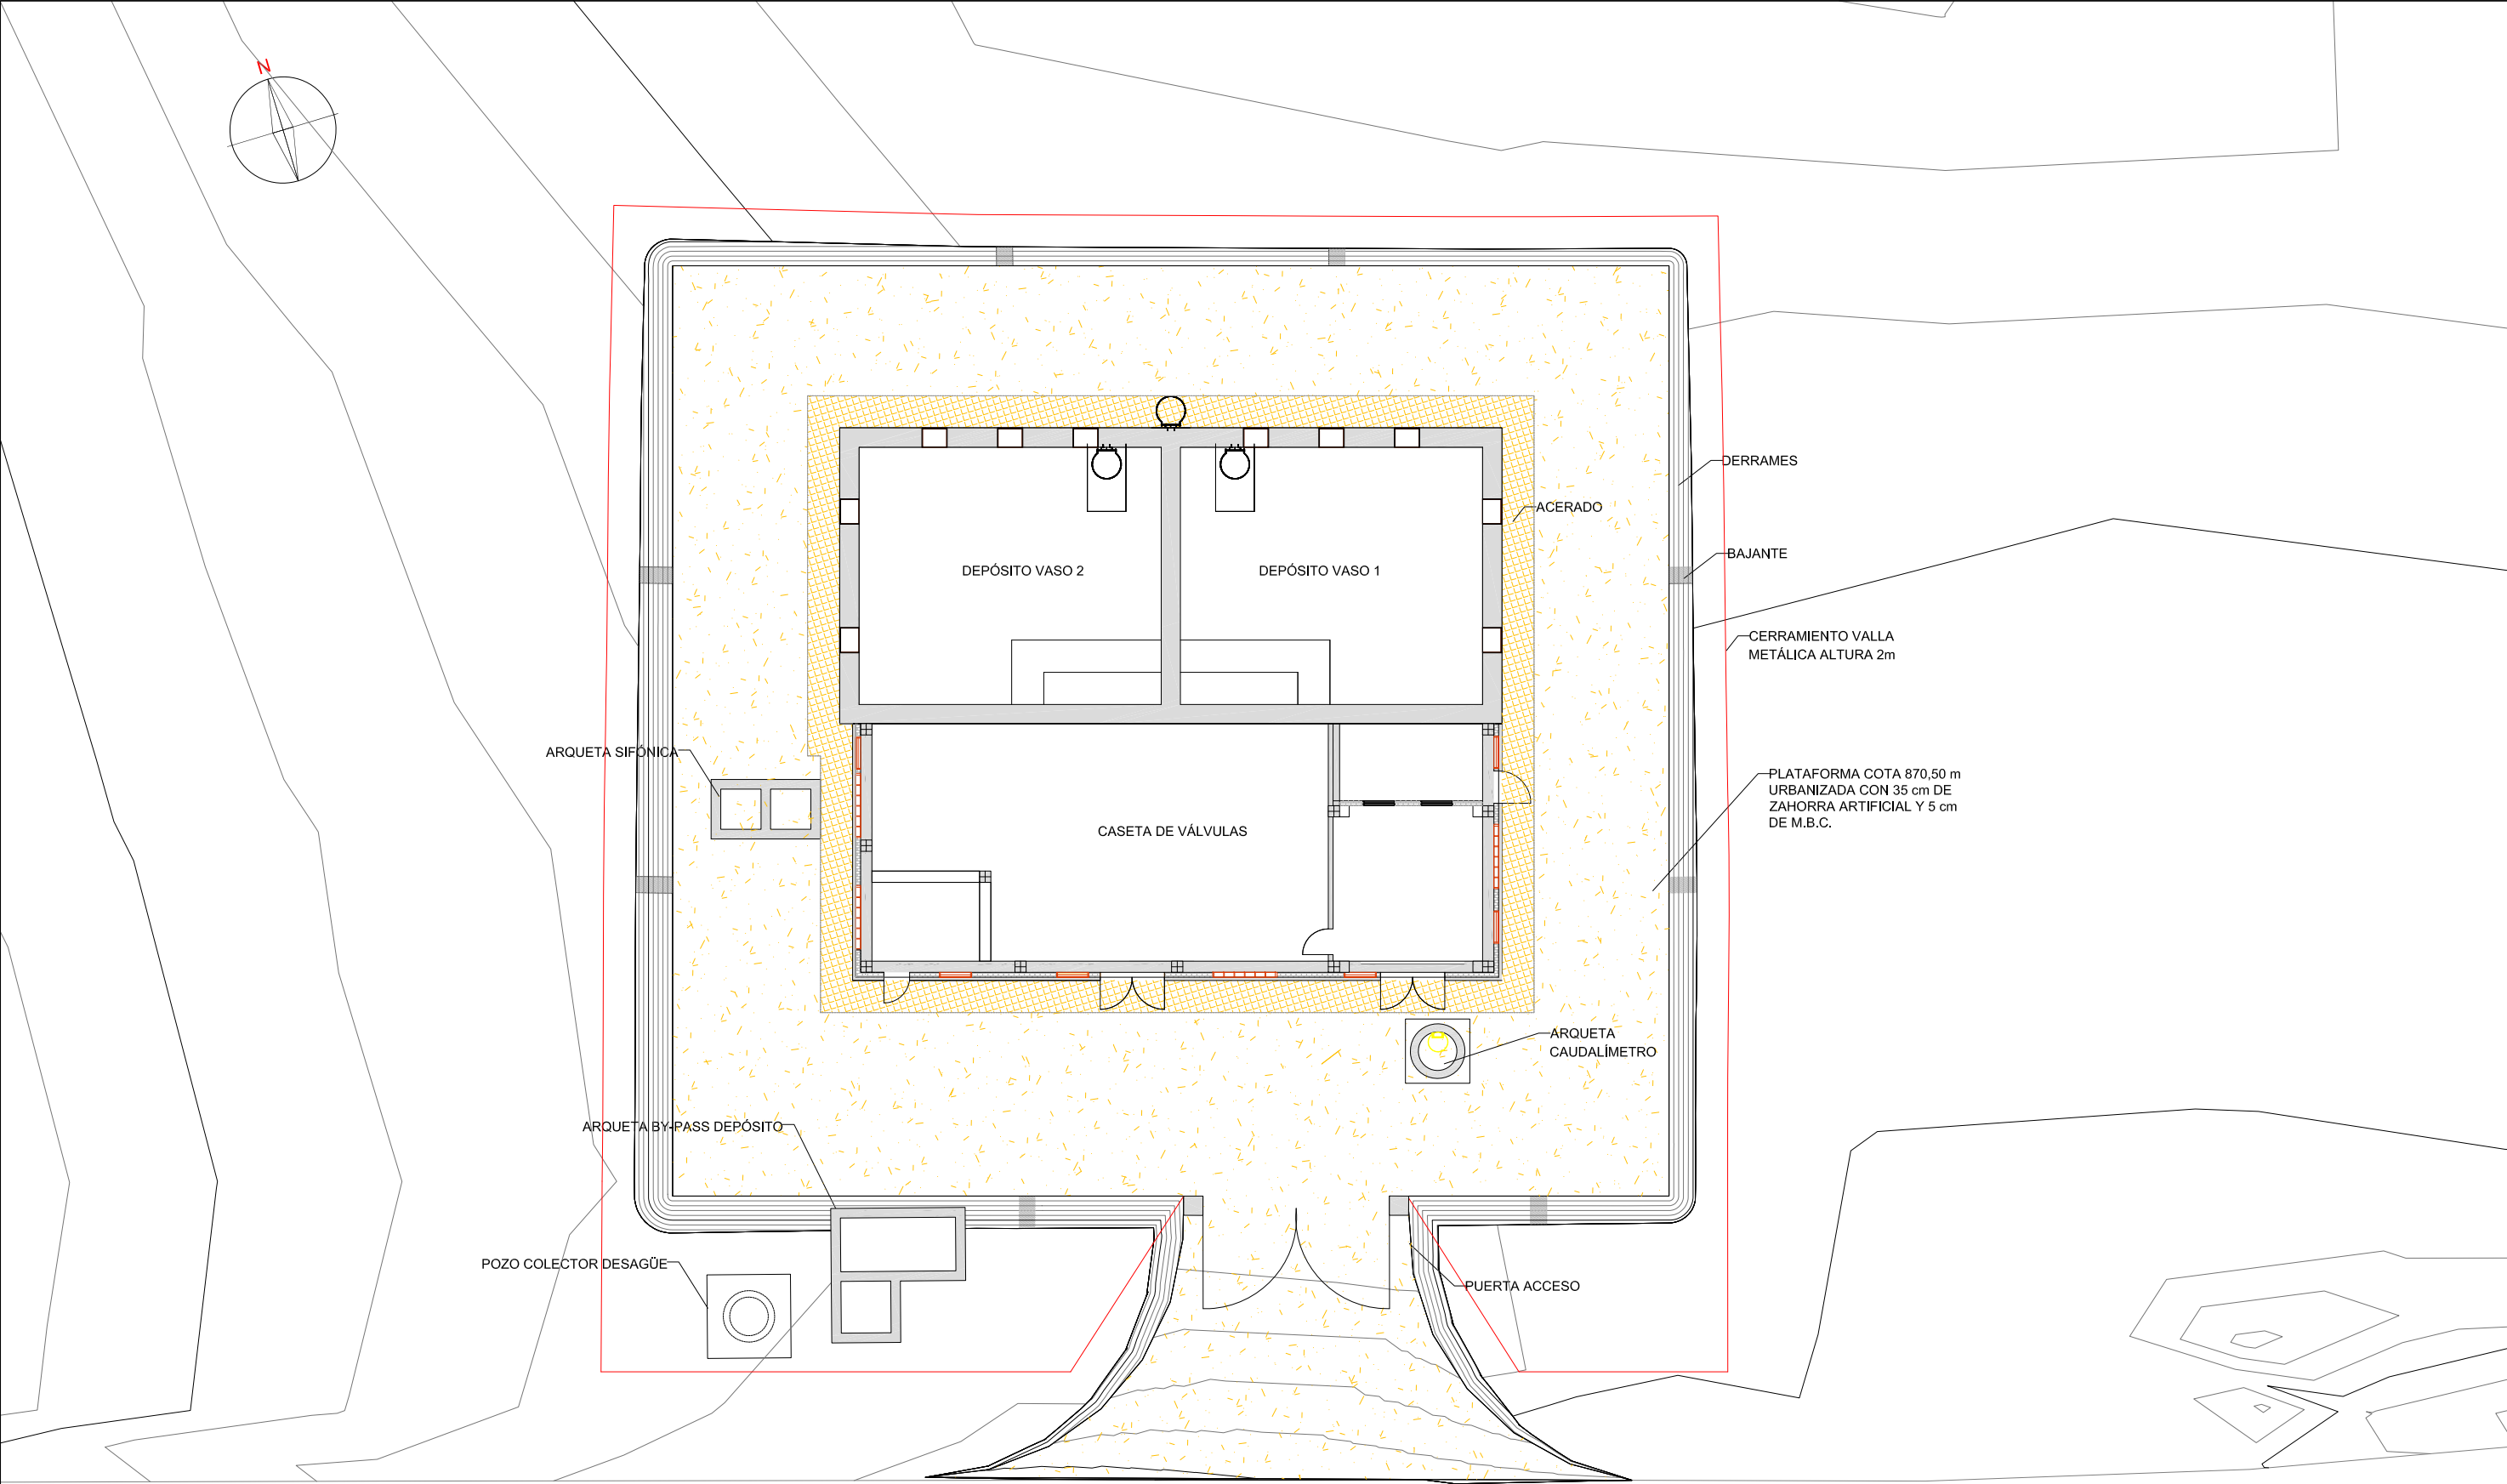 N
DERRAMES
ACERADO
BAJANTE
DEPÓSITO VASO 2
DEPÓSITO VASO 1
CERRAMIENTO VALLA
METÁLICA ALTURA 2m
ARQUETA SIFÓNICA
PLATAFORMA COTA 870,50 m
URBANIZADA CON 35 cm DE
ZAHORRA ARTIFICIAL Y 5 cm
DE M.B.C.
CASETA DE VÁLVULAS
ARQUETA
CAUDALÍMETRO
ARQUETA BY-PASS DEPÓSITO
POZO COLECTOR DESAGÜE
PUERTA ACCESO